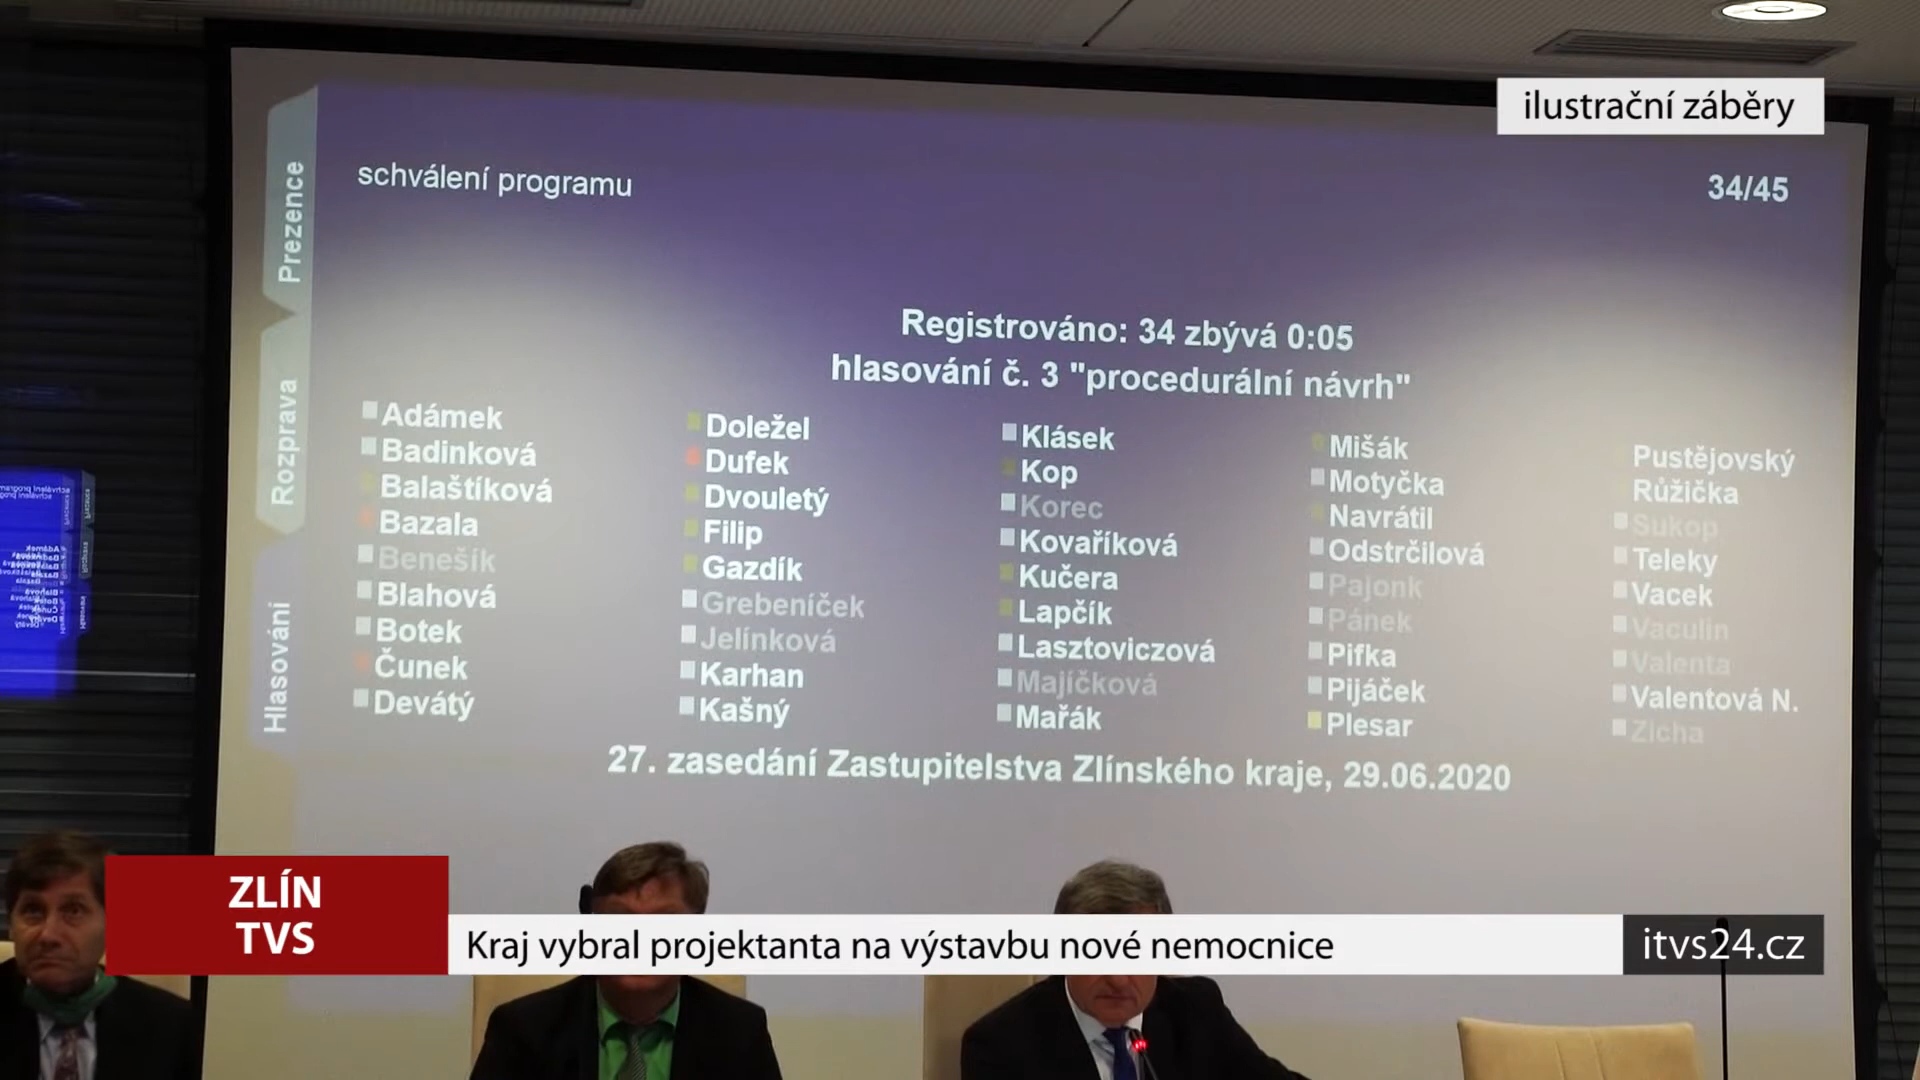 ilustrační záběry
schválení programu
34/45
Prezence
Rozprava
Hlasování
Registrováno: 34 zbývá 0:05
hlasování č. 3 "procedurální návrh"
Adámek
Badinková
Balaštíková
Bazala
Benešík
Blahová
Botek
Čunek
Devátý
Doležel
Dufek
Dvouletý
Filip
Gazdík
Grebeníček
Jelínková
Karhan
Kašný
Klásek
Kop
Korec
Kovaříková
Kučera
Lapčík
Lasztoviczová
Majíčková
Mařák
Mišák
Motyčka
Navrátil
Odstrčilová
Pajonk
Pánek
Pifka
Pijáček
Plesar
Pustějovský
Růžička
Sukop
Teleky
Vacek
Vaculin
Valenta
Valentová N.
Zicha
27. zasedání Zastupitelstva Zlínského kraje, 29.06.2020
ZLÍN
TVS
Kraj vybral projektanta na výstavbu nové nemocnice
itvs24.cz